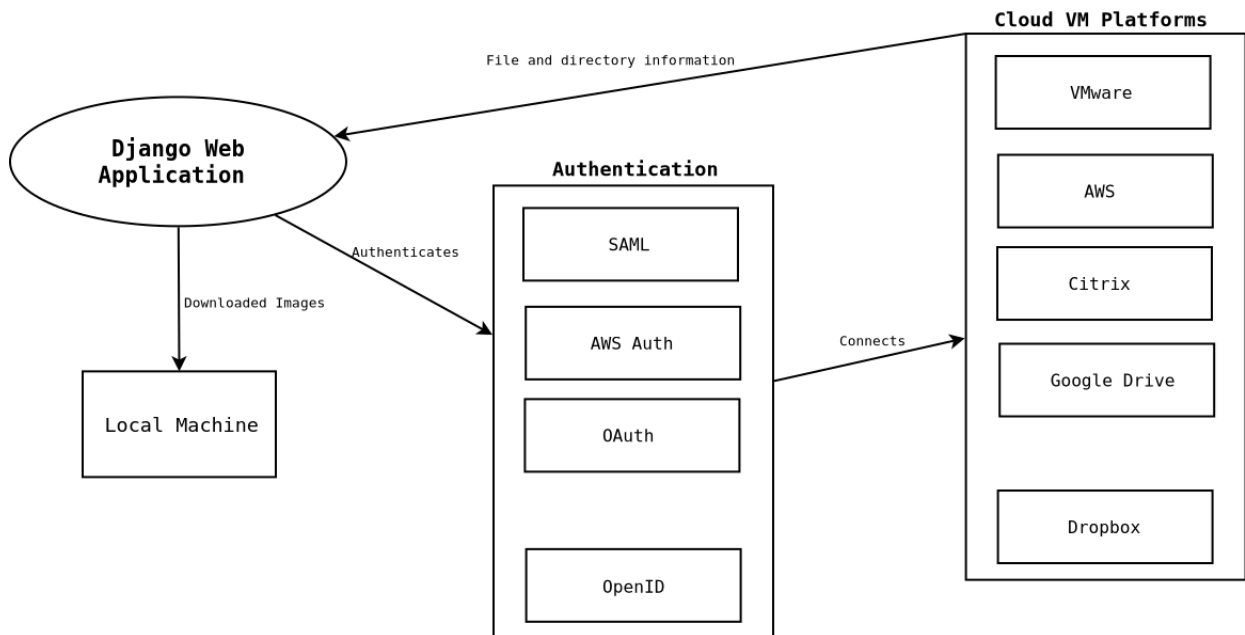 Cloud VM Platforms
File and directory information
VMware
Django Web
Application
Authentication
AWS
SAML
Authenticates
Citrix
Downloaded Images
AWS Auth
Connects
Google Drive
Local Machine
OAuth
Dropbox
OpenID